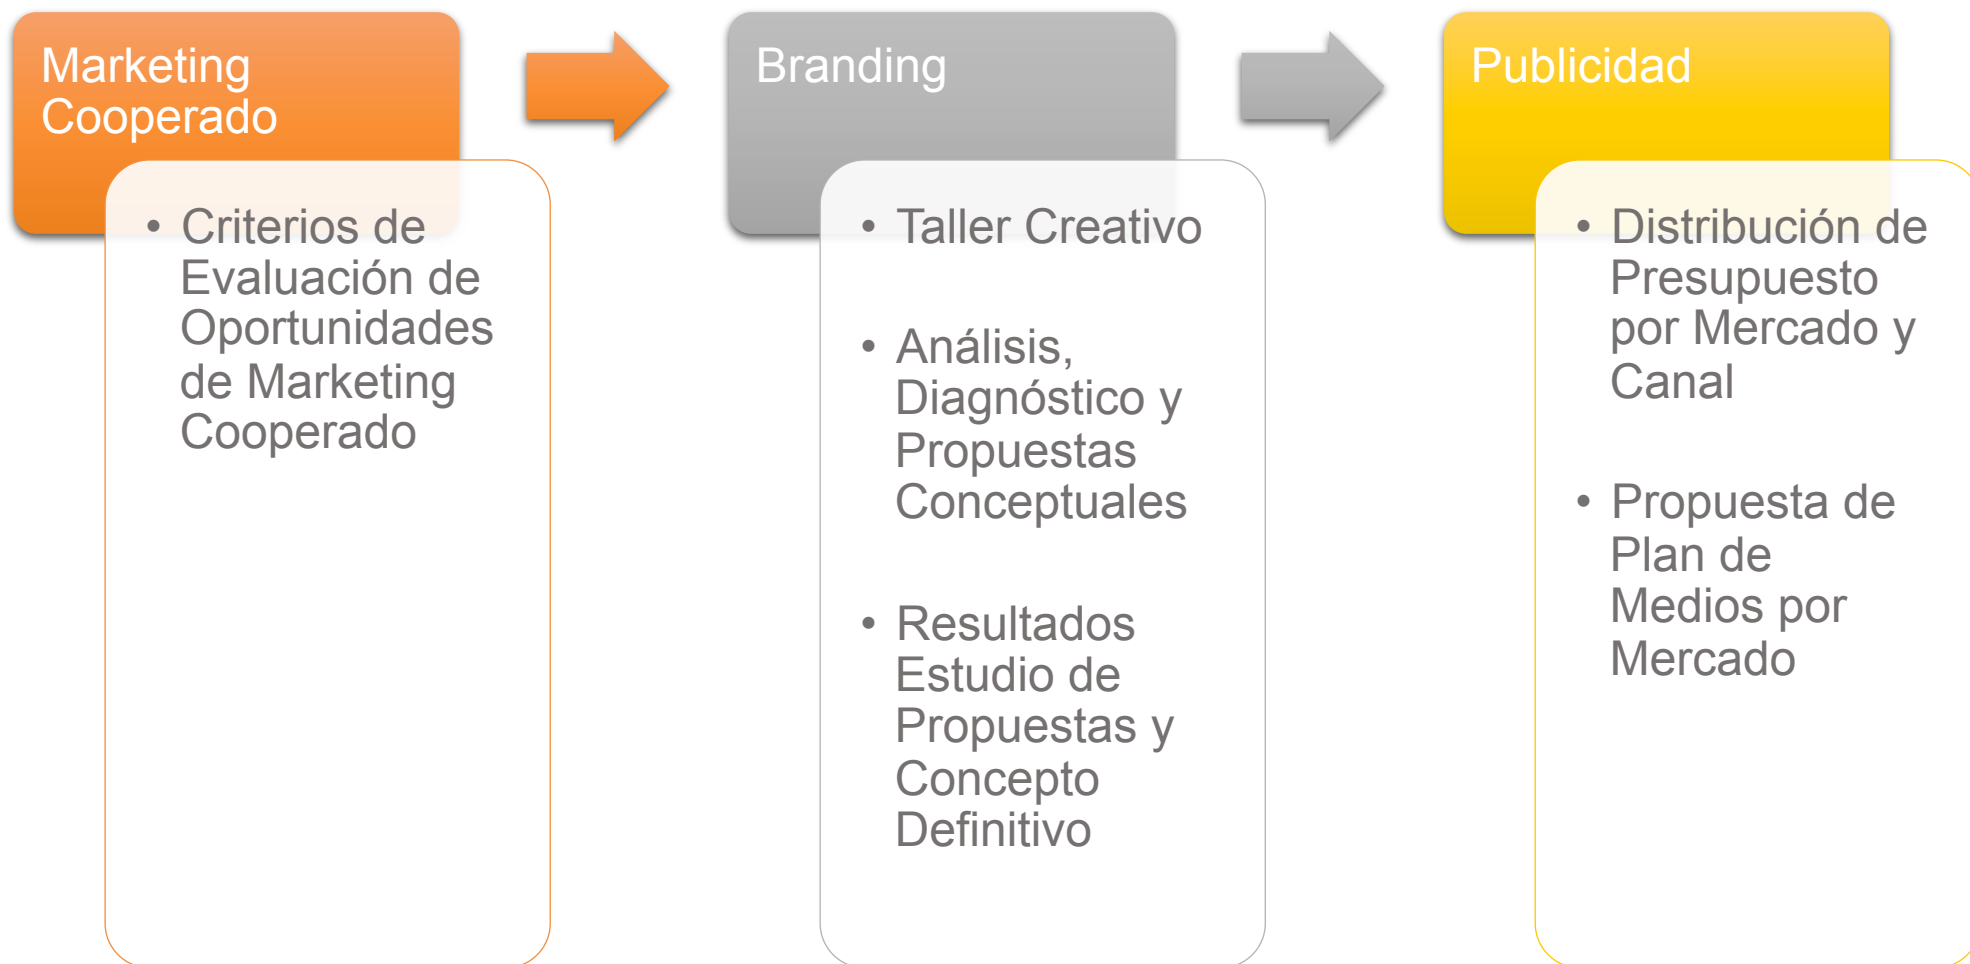 Marketing
Cooperado
• Criterios de
Evaluación de
Oportunidades
de Marketing
Cooperado
Branding
• Taller Creativo
• Análisis,
Diagnóstico y
Propuestas
Conceptuales
• Resultados
Estudio de
Propuestas y
Concepto
Definitivo
Publicidad
• Distribución de
Presupuesto
por Mercado y
Canal
• Propuesta de
Plan de
Medios por
Mercado